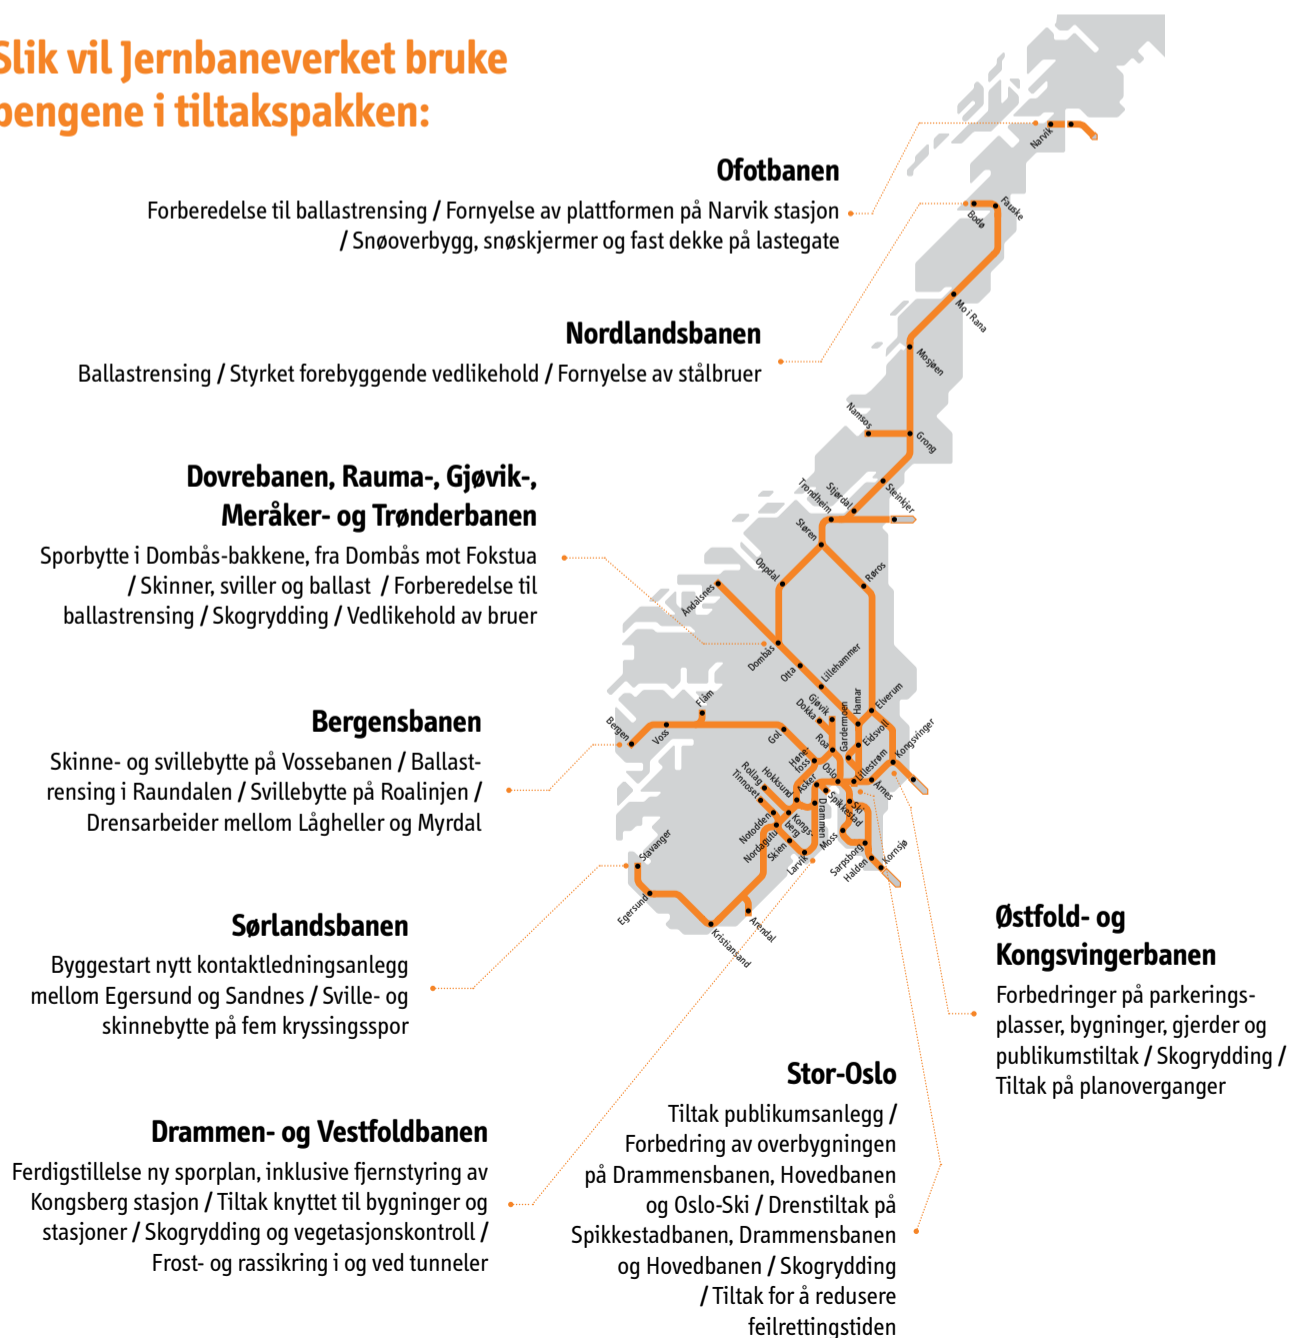 Slik vil Jernbaneverket bruke
pengene i tiltakspakken:
Ofotbanen
Forberedelse til ballastrensing / Fornyelse av plattformen på Narvik stasjon
/ Snøoverbygg, snøskjermer og fast dekke på lastegate
Nordlandsbanen
Ballastrensing / Styrket forebyggende vedlikehold / Fornyelse av stålbruer
Dovrebanen, Rauma-, Gjøvik-,
Meråker- og Trønderbanen
Sporbytte i Dombås-bakkene, fra Dombås mot Fokstua
/ Skinner, sviller og ballast / Forberedelse til
ballastrensing / Skogrydding / Vedlikehold av bruer
Bergensbanen
Skinne- og svillebytte på Vossebanen / Ballast-
rensing i Raundalen / Svillebytte på Roalinjen /
Drensarbeider mellom Lågheller og Myrdal
Sørlandsbanen
Byggestart nytt kontaktledningsanlegg
mellom Egersund og Sandnes / Sville- og
skinnebytte på fem kryssingsspor
Drammen- og Vestfoldbanen
Ferdigstillelse ny sporplan, inklusive fjernstyring av
Kongsberg stasjon / Tiltak knyttet til bygninger og
stasjoner / Skogrydding og vegetasjonskontroll /
Frost- og rassikring i og ved tunneler
Stor-Oslo
Tiltak publikumsanlegg /
Forbedring av overbygningen
på Drammensbanen, Hovedbanen
og Oslo-Ski / Drenstiltak på
Spikkestadbanen, Drammensbanen
og Hovedbanen / Skogrydding
/ Tiltak for å redusere
feilrettingstiden
Østfold- og
Kongsvingerbanen
Forbedringer på parkerings-
plasser, bygninger, gjerder og
publikumstiltak / Skogrydding /
Tiltak på planoverganger
Narvik
Bodø
Fauske
Mo i Rana
Mosjøen
Namsos
Grong
Steinkjer
Stjørdal
Trondheim
Støren
Oppdal
Røros
Åndalsnes
Dombås
Otta
Lillehammer
Gjøvik
Dokka
Hamar
Elverum
Gardermoen
Eidsvoll
Kongsvinger
Flåm
Bergen
Voss
Gol
Roa
Høne-
foss
Oslo
Lillestrøm
Årnes
Hokksund
Asker
Rollag
Tinnoset
Spikkestad
Ski
Drammen
Notodden
Kongs-
berg
Nordagutu
Skien
Larvik
Moss
Sarpsborg
Halden
Kornsjø
Stavanger
Egersund
Kristiansand
Arendal